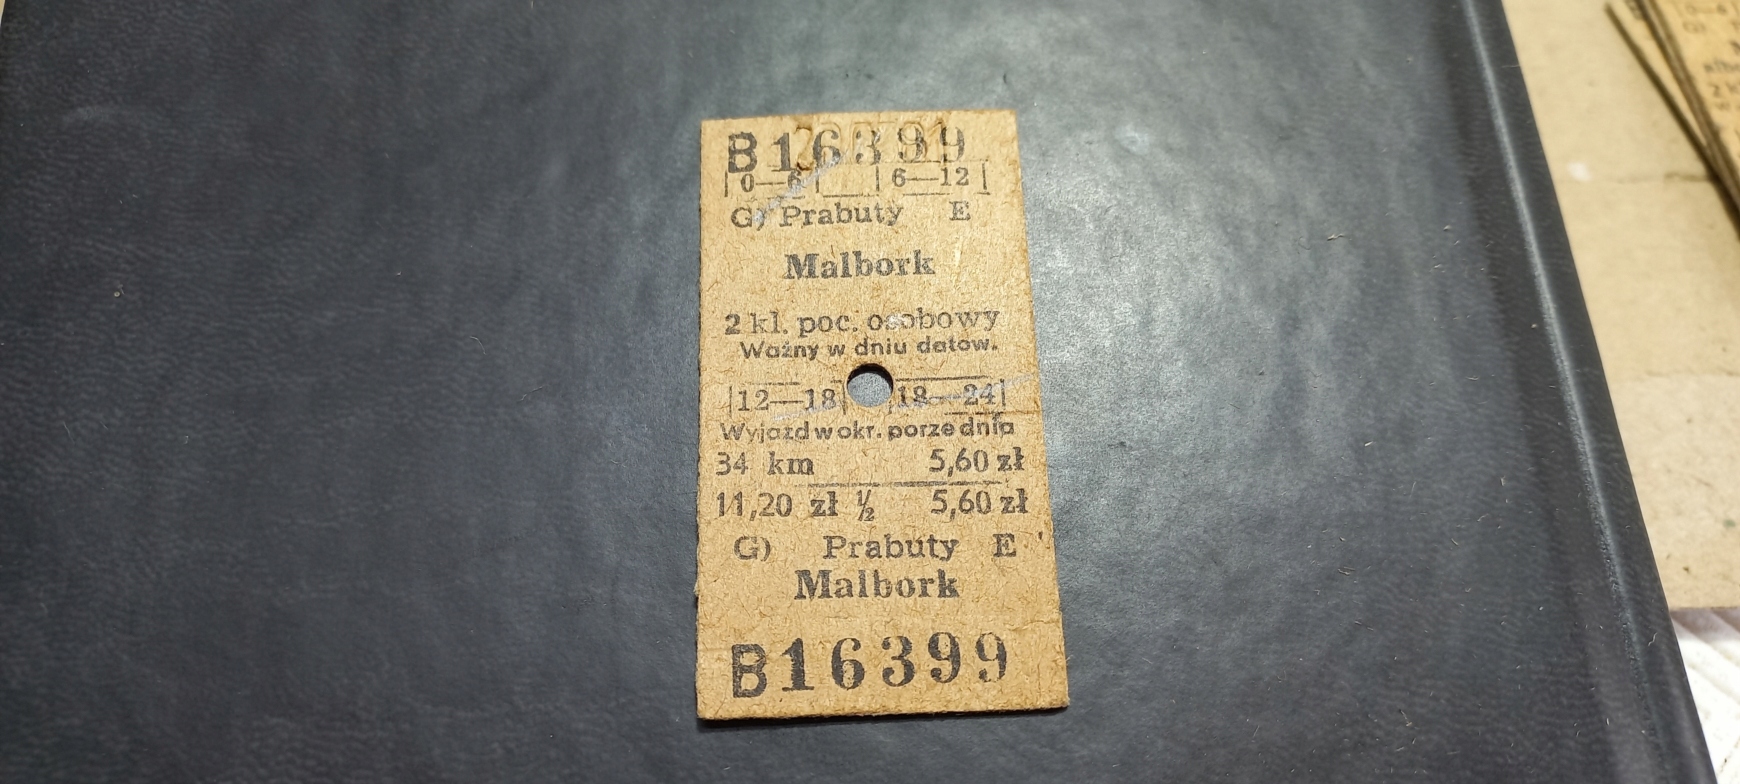 B16399
0—6 6—12
G) Prabuty E
Malbork
2 kl. poc. osobowy
Ważny w dniu datow.
12—18 18—24
Wyjazd w okr. porze dnia
34 km 5,60 zł
11,20 zł ½ 5,60 zł
G) Prabuty E
Malbork
B16399